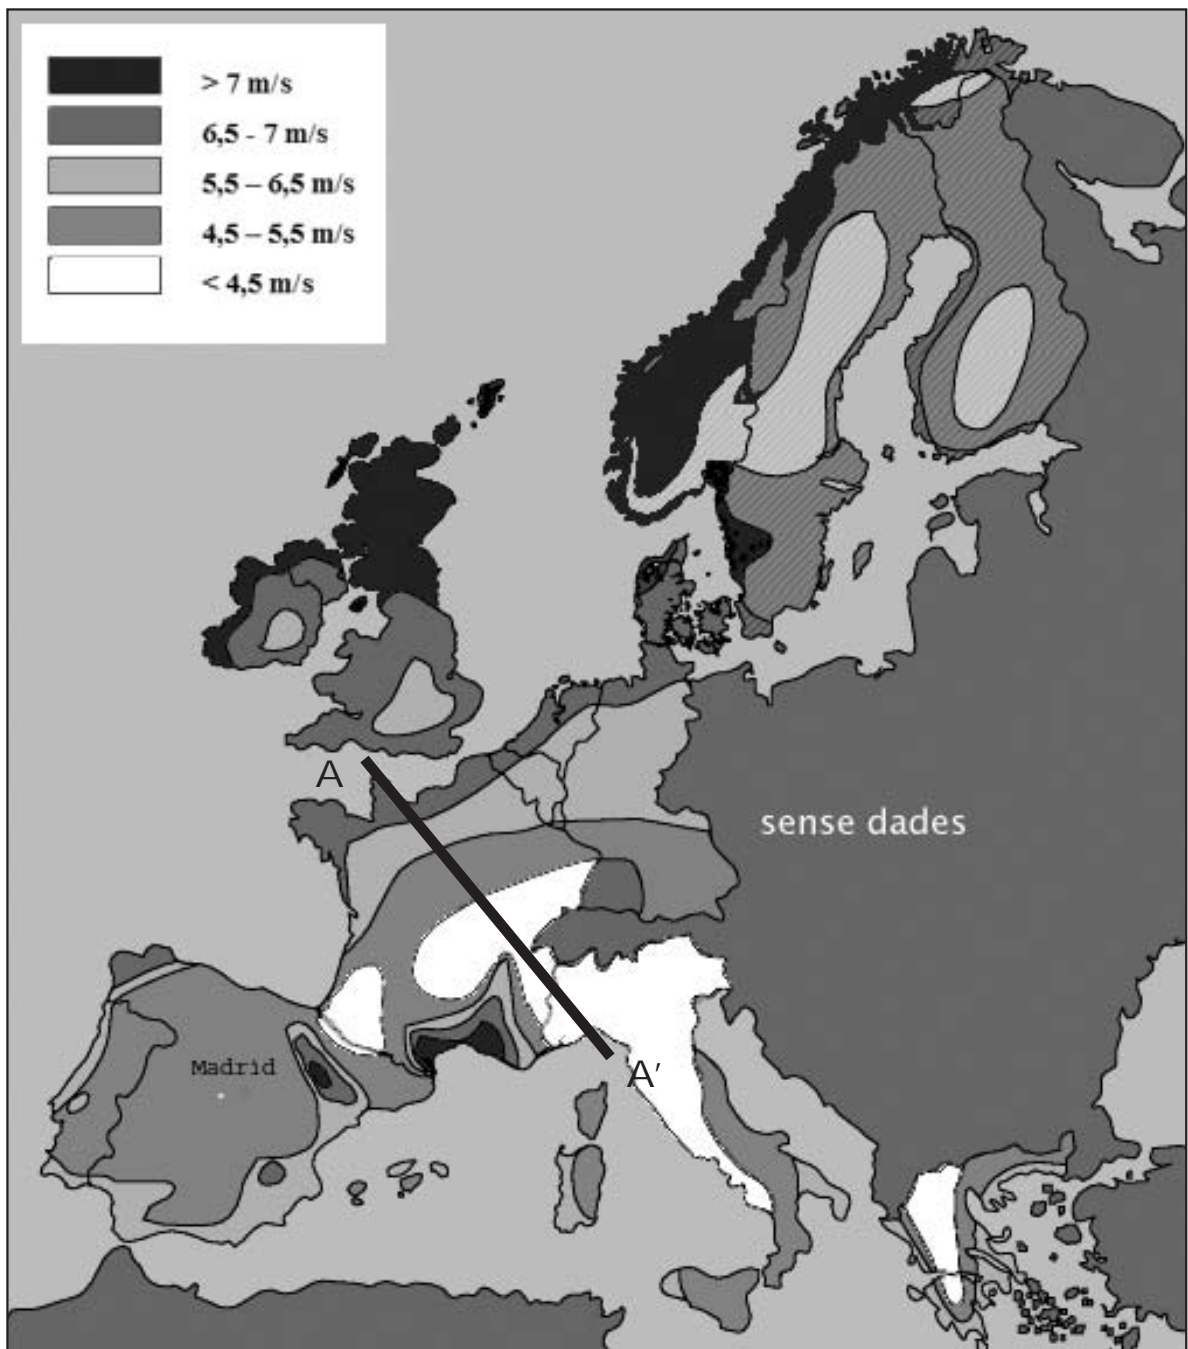 > 7 m/s
6,5 - 7 m/s
5,5 – 6,5 m/s
4,5 – 5,5 m/s
< 4,5 m/s
A
sense dades
Madrid
A′